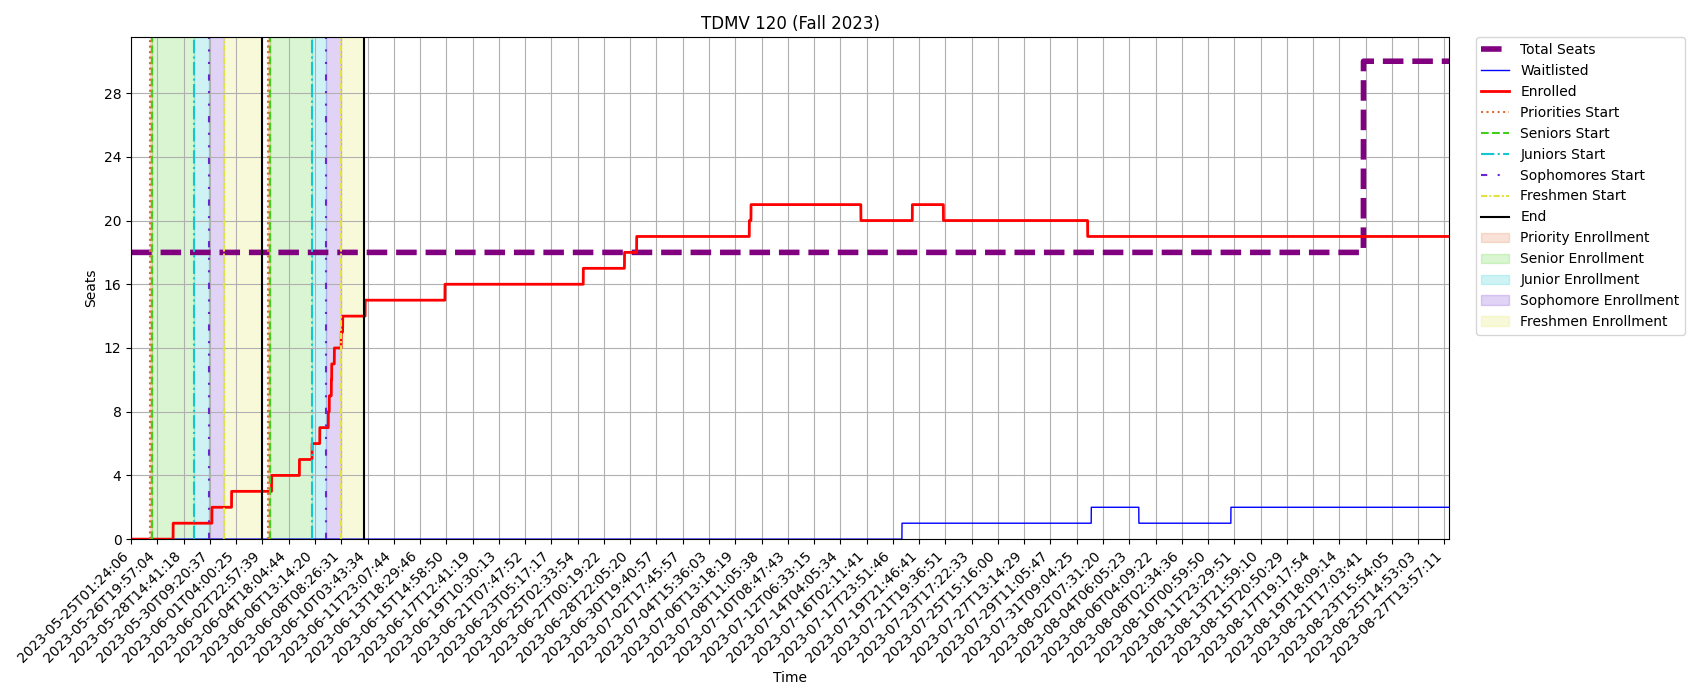 TDMV 120 (Fall 2023)
Seats
28
24
20
16
12
8
4
0
2023-05-25T01:24:06
2023-05-26T19:57:04
2023-05-28T14:41:18
2023-05-30T09:20:37
2023-06-01T04:00:25
2023-06-02T22:57:39
2023-06-04T18:04:44
2023-06-06T13:14:20
2023-06-08T08:26:31
2023-06-10T03:43:34
2023-06-11T23:07:44
2023-06-13T18:29:46
2023-06-15T14:58:50
2023-06-17T12:41:19
2023-06-19T10:30:13
2023-06-21T07:47:52
2023-06-23T05:17:17
2023-06-25T02:33:54
2023-06-27T00:19:22
2023-06-28T22:05:20
2023-06-30T19:40:57
2023-07-02T17:45:57
2023-07-04T15:36:03
2023-07-06T13:18:19
2023-07-08T11:05:38
2023-07-10T08:47:43
2023-07-12T06:33:15
2023-07-14T04:05:34
2023-07-16T02:11:41
2023-07-17T23:51:46
2023-07-19T21:46:41
2023-07-21T19:36:51
2023-07-23T17:22:33
2023-07-25T15:16:00
2023-07-27T13:14:29
2023-07-29T11:05:47
2023-07-31T09:04:25
2023-08-02T07:31:20
2023-08-04T06:05:23
2023-08-06T04:09:22
2023-08-08T02:34:36
2023-08-10T00:59:50
2023-08-11T23:29:51
2023-08-13T21:59:10
2023-08-15T20:50:29
2023-08-17T19:17:54
2023-08-19T18:09:14
2023-08-21T17:03:41
2023-08-23T15:54:05
2023-08-25T14:53:03
2023-08-27T13:57:11
Time
Total Seats
Waitlisted
Enrolled
Priorities Start
Seniors Start
Juniors Start
Sophomores Start
Freshmen Start
End
Priority Enrollment
Senior Enrollment
Junior Enrollment
Sophomore Enrollment
Freshmen Enrollment